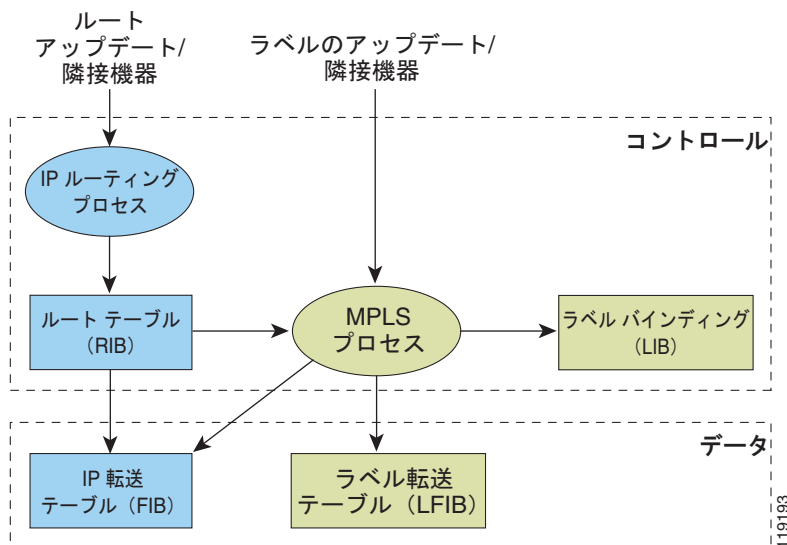 ルート
アップデート/
隣接機器
ラベルのアップデート/
隣接機器
コントロール
IP ルーティング
プロセス
ルート テーブル
（RIB）
MPLS
プロセス
ラベル バインディング
（LIB）
データ
IP 転送
テーブル（FIB）
ラベル転送
テーブル（LFIB）
119193